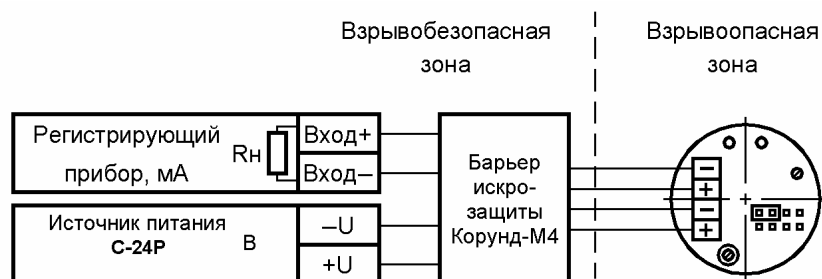 Взрывобезопасная
зона
Взрывоопасная
зона
Регистрирующий
прибор, мА
Rн
Вход+
Вход–
Источник питания
С-24Р
В
–U
+U
Барьер
искро-
защиты
Корунд-М4
–
+
–
+